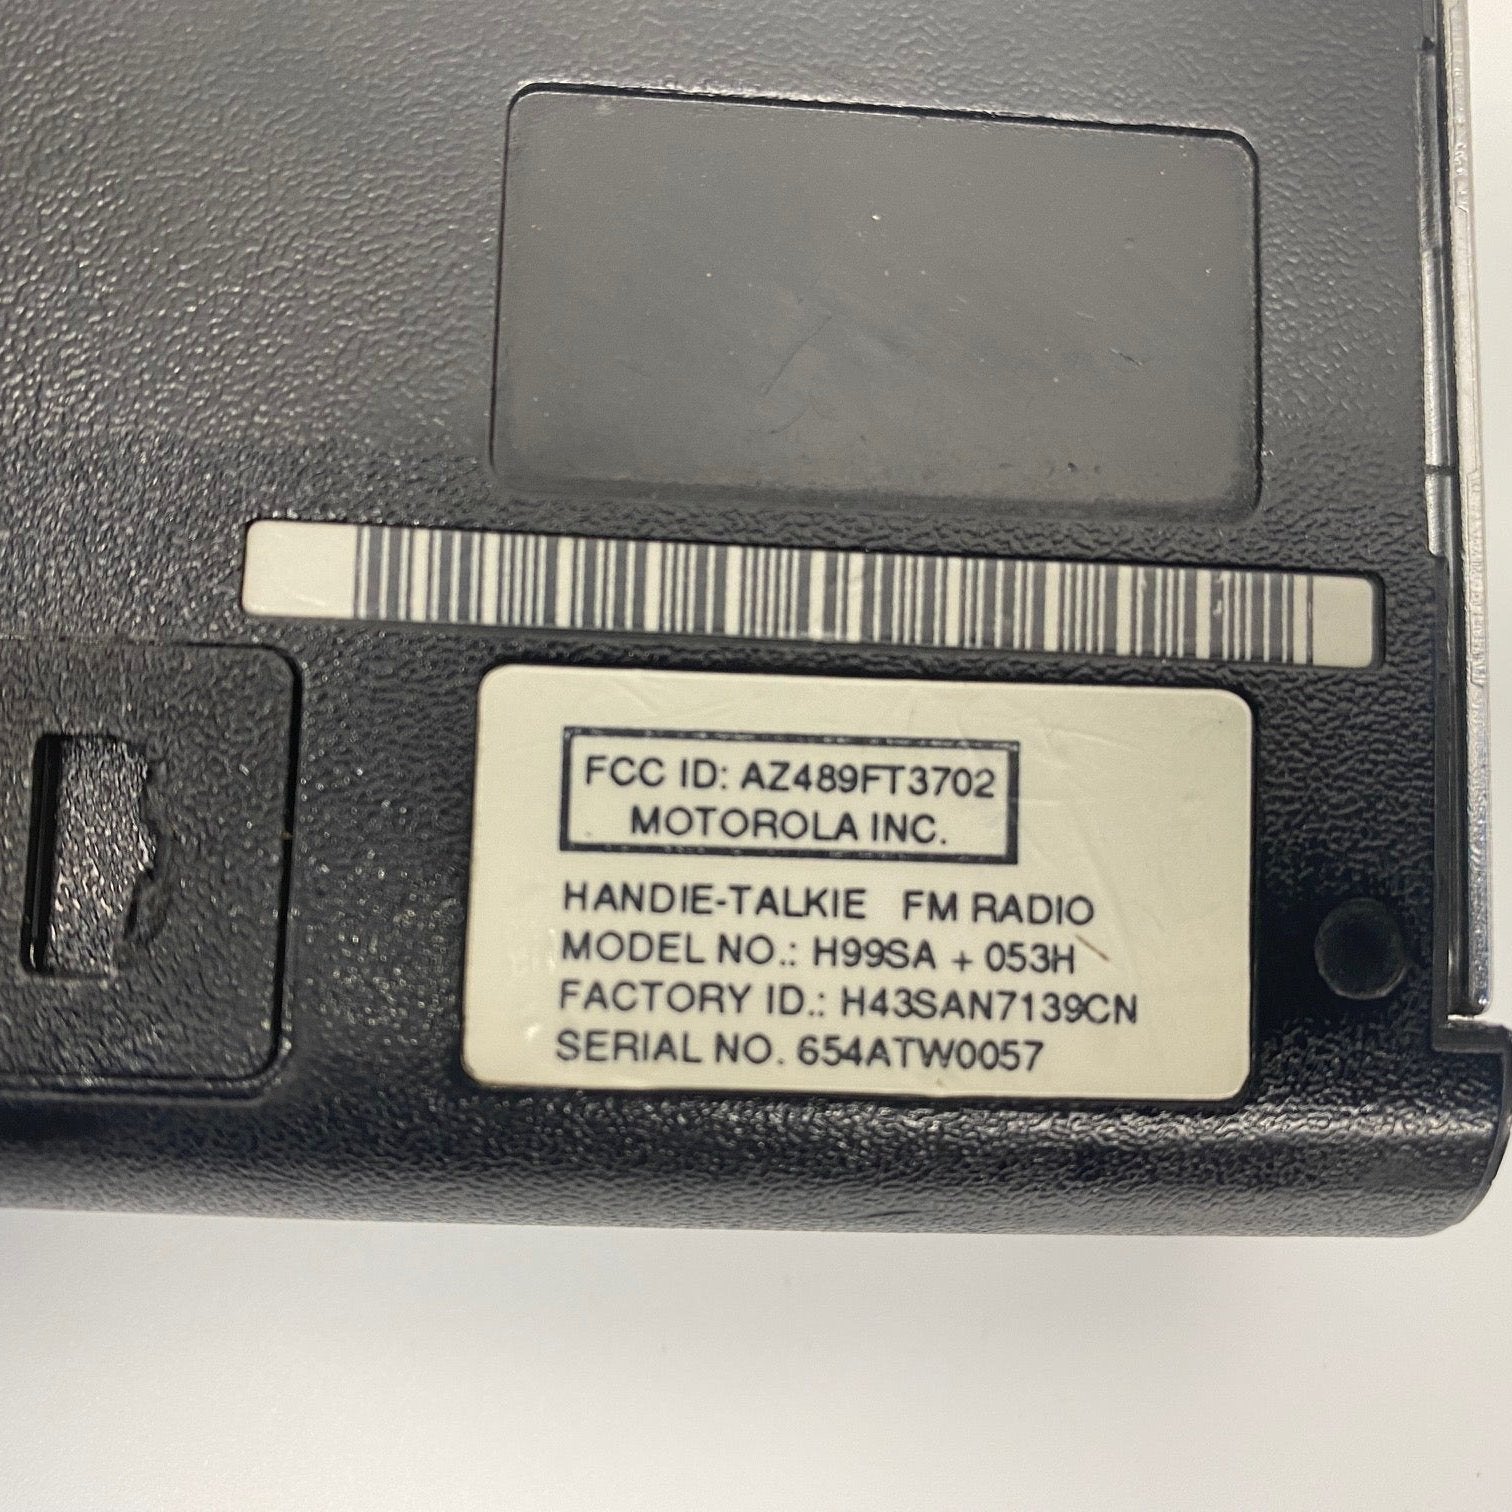 FCC ID: AZ489FT3702
MOTOROLA INC.
HANDIE-TALKIE FM RADIO
MODEL NO.: H99SA + 053H
FACTORY ID.: H43SAN7139CN
SERIAL NO. 654ATW0057